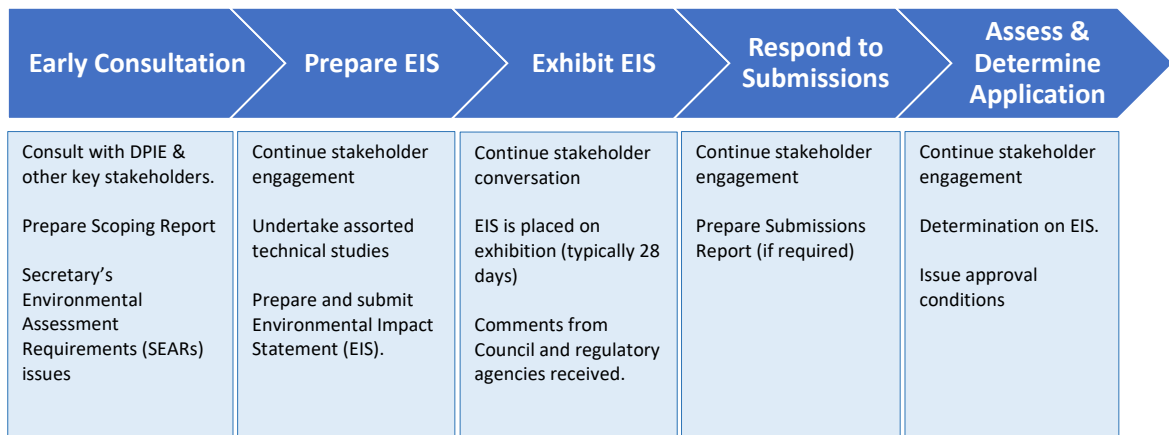 Early Consultation
Prepare EIS
Exhibit EIS
Respond to
Submissions
Assess &
Determine
Application
Consult with DPIE &
other key stakeholders.
Prepare Scoping Report
Secretary’s
Environmental
Assessment
Requirements (SEARs)
issues
Continue stakeholder
engagement
Undertake assorted
technical studies
Prepare and submit
Environmental Impact
Statement (EIS).
Continue stakeholder
conversation
EIS is placed on
exhibition (typically 28
days)
Comments from
Council and regulatory
agencies received.
Continue stakeholder
engagement
Prepare Submissions
Report (if required)
Continue stakeholder
engagement
Determination on EIS.
Issue approval
conditions